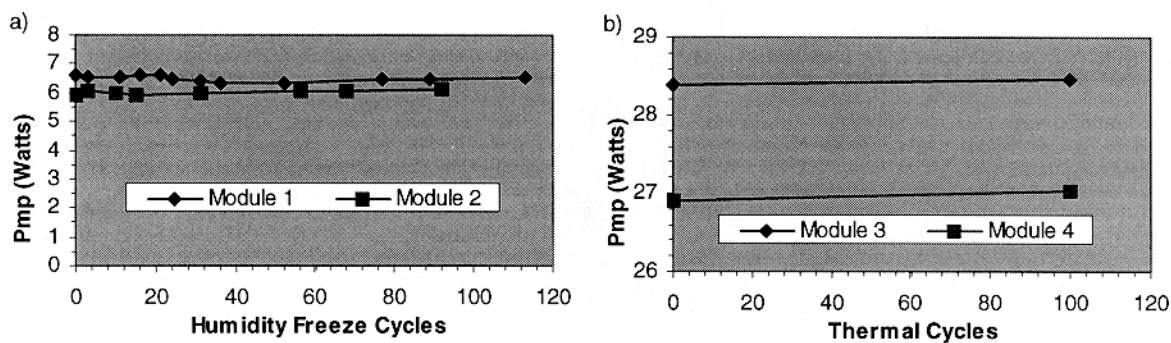 a)
8
7
6
5
4
3
2
1
0
Pmp (Watts)
Module 1 Module 2
0 20 40 60 80 100 120
Humidity Freeze Cycles
b)
29
28
27
26
Pmp (Watts)
Module 3 Module 4
0 20 40 60 80 100 120
Thermal Cycles